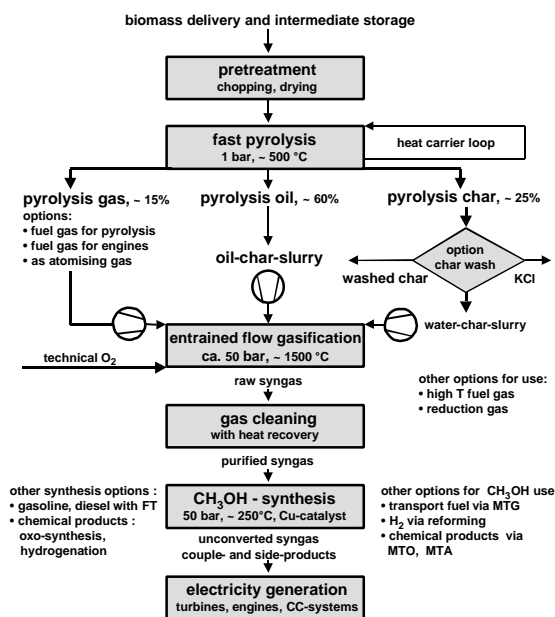 biomass delivery and intermediate storage
pretreatment
chopping, drying
fast pyrolysis
1 bar, ~ 500 °C
heat carrier loop
pyrolysis gas, ~ 15%
options:
• fuel gas for pyrolysis
• fuel gas for engines
• as atomising gas
pyrolysis oil, ~ 60%
pyrolysis char, ~ 25%
oil-char-slurry
option
char wash
washed char
KCl
water-char-slurry
entrained flow gasification
ca. 50 bar, ~ 1500 °C
technical O₂
raw syngas
other options for use:
• high T fuel gas
• reduction gas
gas cleaning
with heat recovery
purified syngas
other synthesis options :
• gasoline, diesel with FT
• chemical products :
oxo-synthesis,
hydrogenation
CH₃OH - synthesis
50 bar, ~ 250°C, Cu-catalyst
other options for CH₃OH use
• transport fuel via MTG
• H₂ via reforming
• chemical products via
MTO, MTA
unconverted syngas
couple- and side-products
electricity generation
turbines, engines, CC-systems